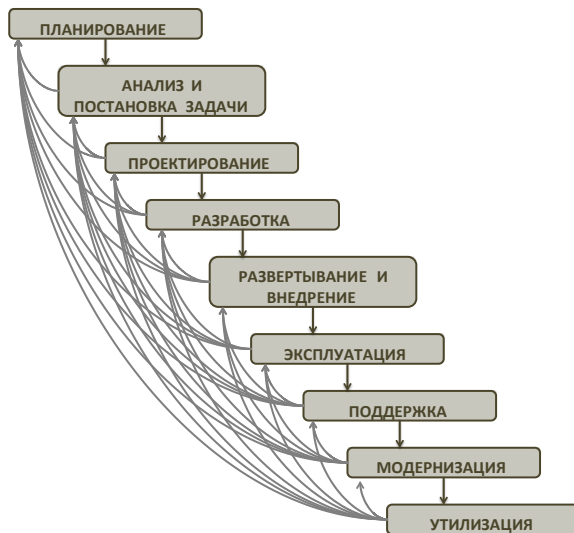 ПЛАНИРОВАНИЕ
АНАЛИЗ И
ПОСТАНОВКА ЗАДАЧИ
ПРОЕКТИРОВАНИЕ
РАЗРАБОТКА
РАЗВЕРТЫВАНИЕ И
ВНЕДРЕНИЕ
ЭКСПЛУАТАЦИЯ
ПОДДЕРЖКА
МОДЕРНИЗАЦИЯ
УТИЛИЗАЦИЯ